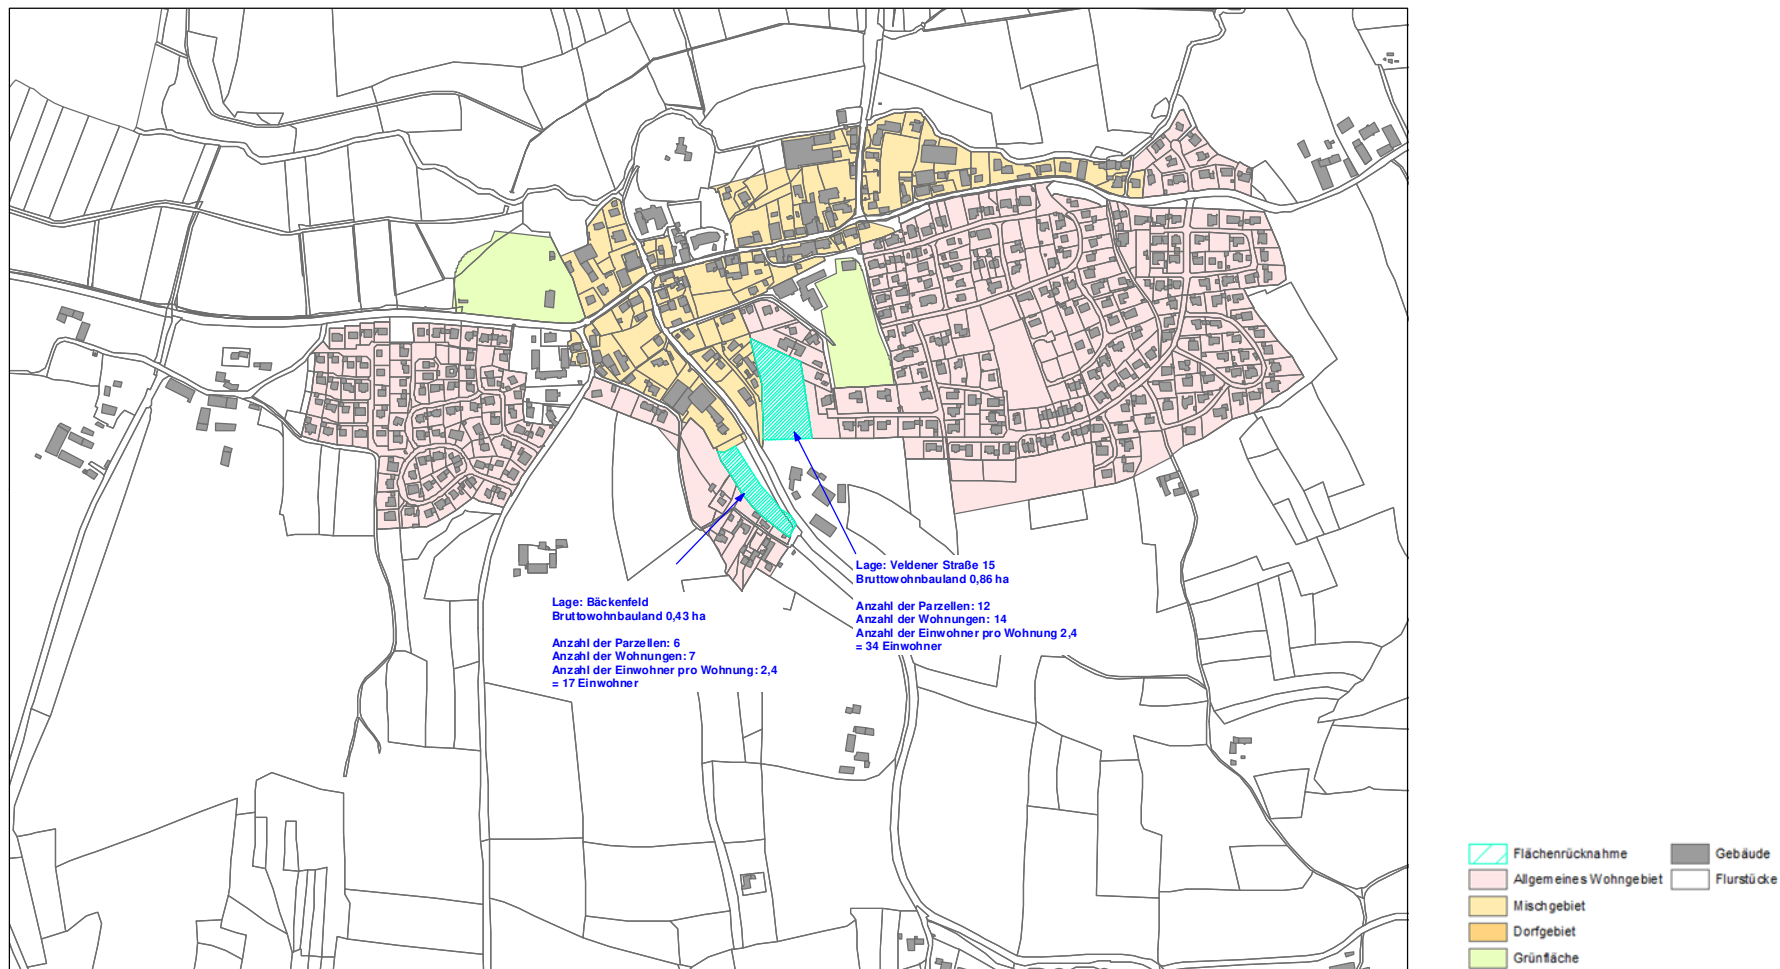 Lage: Veldener Straße 15
Bruttowohnbauland 0,86 ha
Anzahl der Parzellen: 12
Anzahl der Wohnungen: 14
Anzahl der Einwohner pro Wohnung 2,4
= 34 Einwohner
Lage: Bäckenfeld
Bruttowohnbauland 0,43 ha
Anzahl der Parzellen: 6
Anzahl der Wohnungen: 7
Anzahl der Einwohner pro Wohnung: 2,4
= 17 Einwohner
Flächenrücknahme
Allgemeines Wohngebiet
Mischgebiet
Dorfgebiet
Grünfläche
Gebäude
Flurstücke